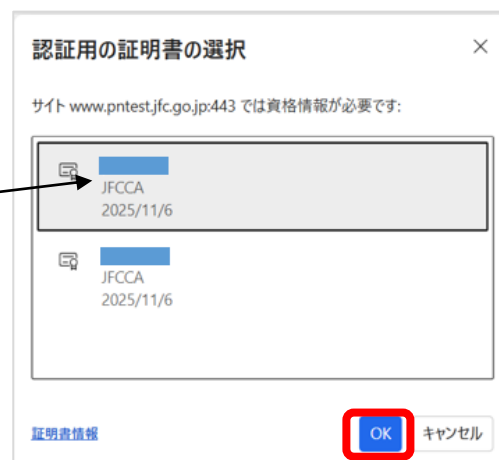 認証用の証明書の選択
サイト www.pntest.jfc.go.jp:443 では資格情報が必要です:
JFCCA
2025/11/6
JFCCA
2025/11/6
証明書情報
OK
キャンセル